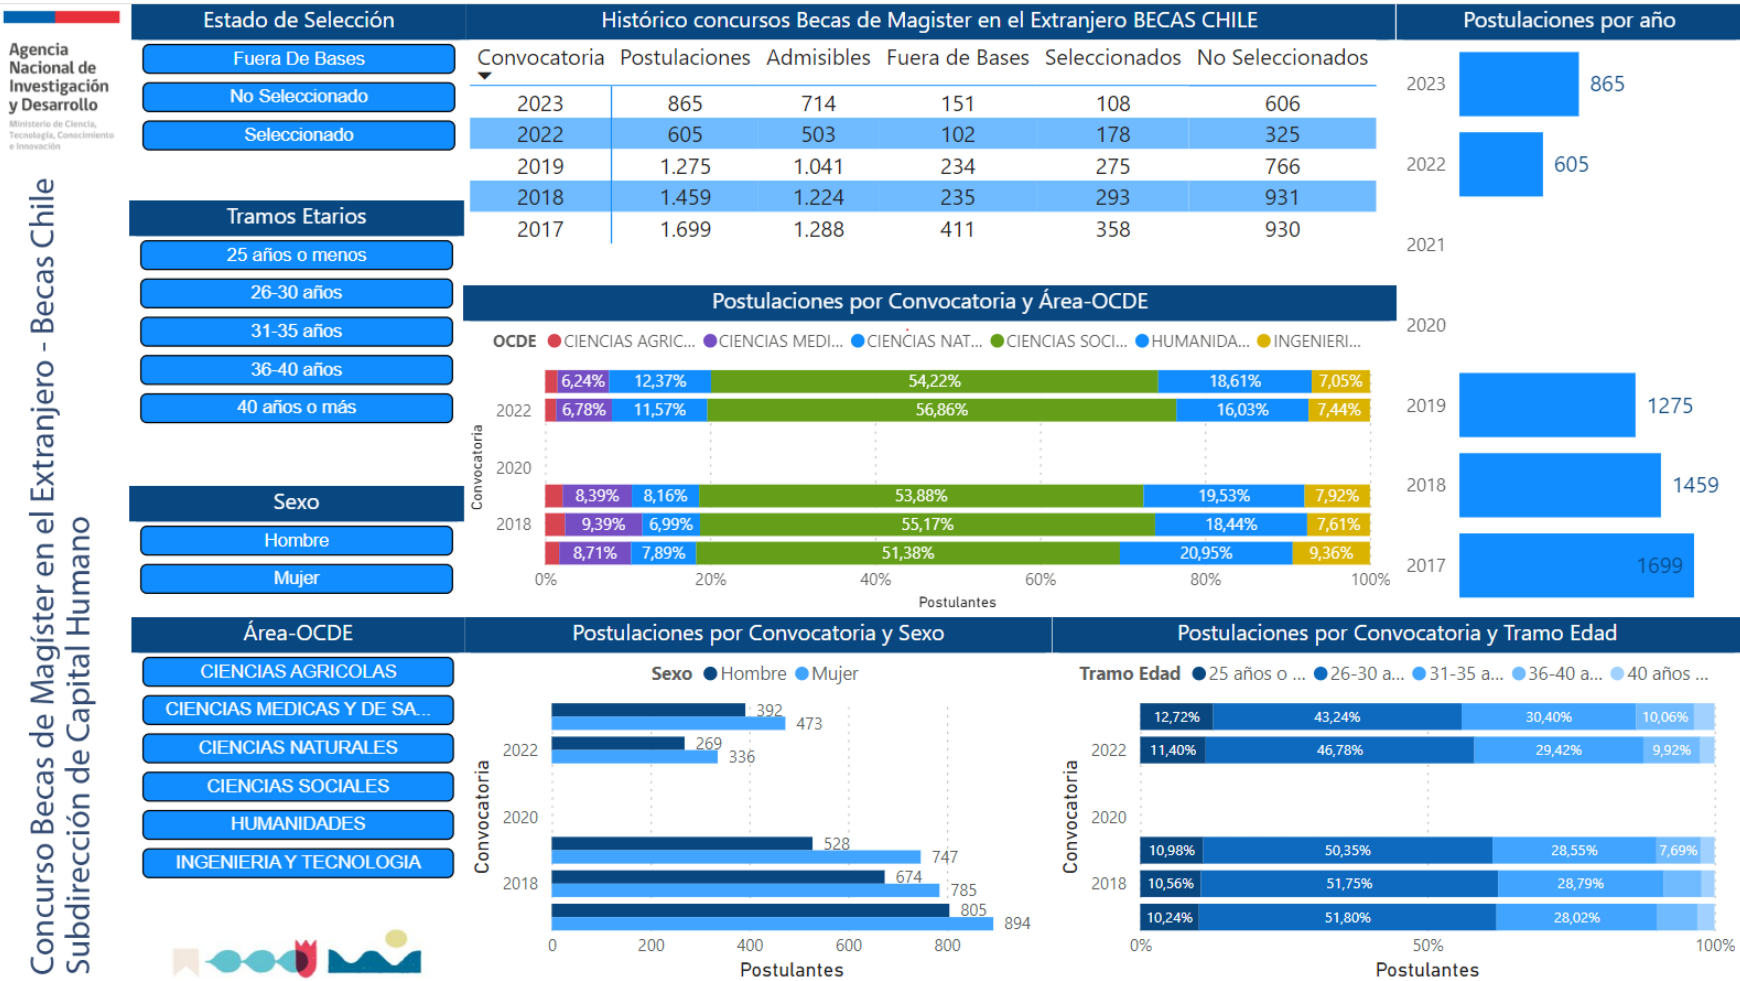 Agencia
Nacional de
Investigación
y Desarrollo
Ministerio de Ciencia,
Tecnología, Conocimiento
e Innovación
Concurso Becas de Magíster en el Extranjero - Becas Chile
Subdirección de Capital Humano
Estado de Selección
Fuera De Bases
No Seleccionado
Seleccionado
Tramos Etarios
25 años o menos
26-30 años
31-35 años
36-40 años
40 años o más
Sexo
Hombre
Mujer
Área-OCDE
CIENCIAS AGRICOLAS
CIENCIAS MEDICAS Y DE SA...
CIENCIAS NATURALES
CIENCIAS SOCIALES
HUMANIDADES
INGENIERIA Y TECNOLOGIA
Histórico concursos Becas de Magister en el Extranjero BECAS CHILE
Convocatoria Postulaciones Admisibles Fuera de Bases Seleccionados No Seleccionados
2023 865 714 151 108 606
2022 605 503 102 178 325
2019 1.275 1.041 234 275 766
2018 1.459 1.224 235 293 931
2017 1.699 1.288 411 358 930
Postulaciones por año
2023 865
2022 605
2021
2020
2019 1275
2018 1459
2017 1699
Postulaciones por Convocatoria y Área-OCDE
OCDE CIENCIAS AGRIC... CIENCIAS MEDI... CIENCIAS NAT... CIENCIAS SOCI... HUMANIDA... INGENIERI...
Convocatoria
6,24% 12,37% 54,22% 18,61% 7,05%
2022 6,78% 11,57% 56,86% 16,03% 7,44%
2020
8,39% 8,16% 53,88% 19,53% 7,92%
2018 9,39% 6,99% 55,17% 18,44% 7,61%
8,71% 7,89% 51,38% 20,95% 9,36%
0% 20% 40% 60% 80% 100%
Postulantes
Postulaciones por Convocatoria y Sexo
Sexo Hombre Mujer
Convocatoria
392
473
2022 269
336
2020
528
747
2018 674
785
805
894
0 200 400 600 800
Postulantes
Postulaciones por Convocatoria y Tramo Edad
Tramo Edad 25 años o ... 26-30 a... 31-35 a... 36-40 a... 40 años ...
Convocatoria
12,72% 43,24% 30,40% 10,06%
2022 11,40% 46,78% 29,42% 9,92%
2020
10,98% 50,35% 28,55% 7,69%
2018 10,56% 51,75% 28,79%
10,24% 51,80% 28,02%
0% 50% 100%
Postulantes